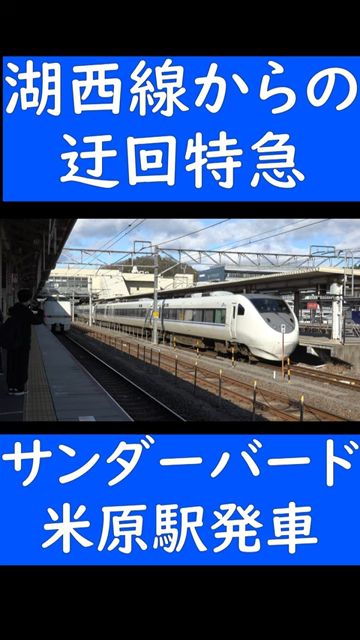 湖西線からの
迂回特急
サンダーバード
米原駅発車